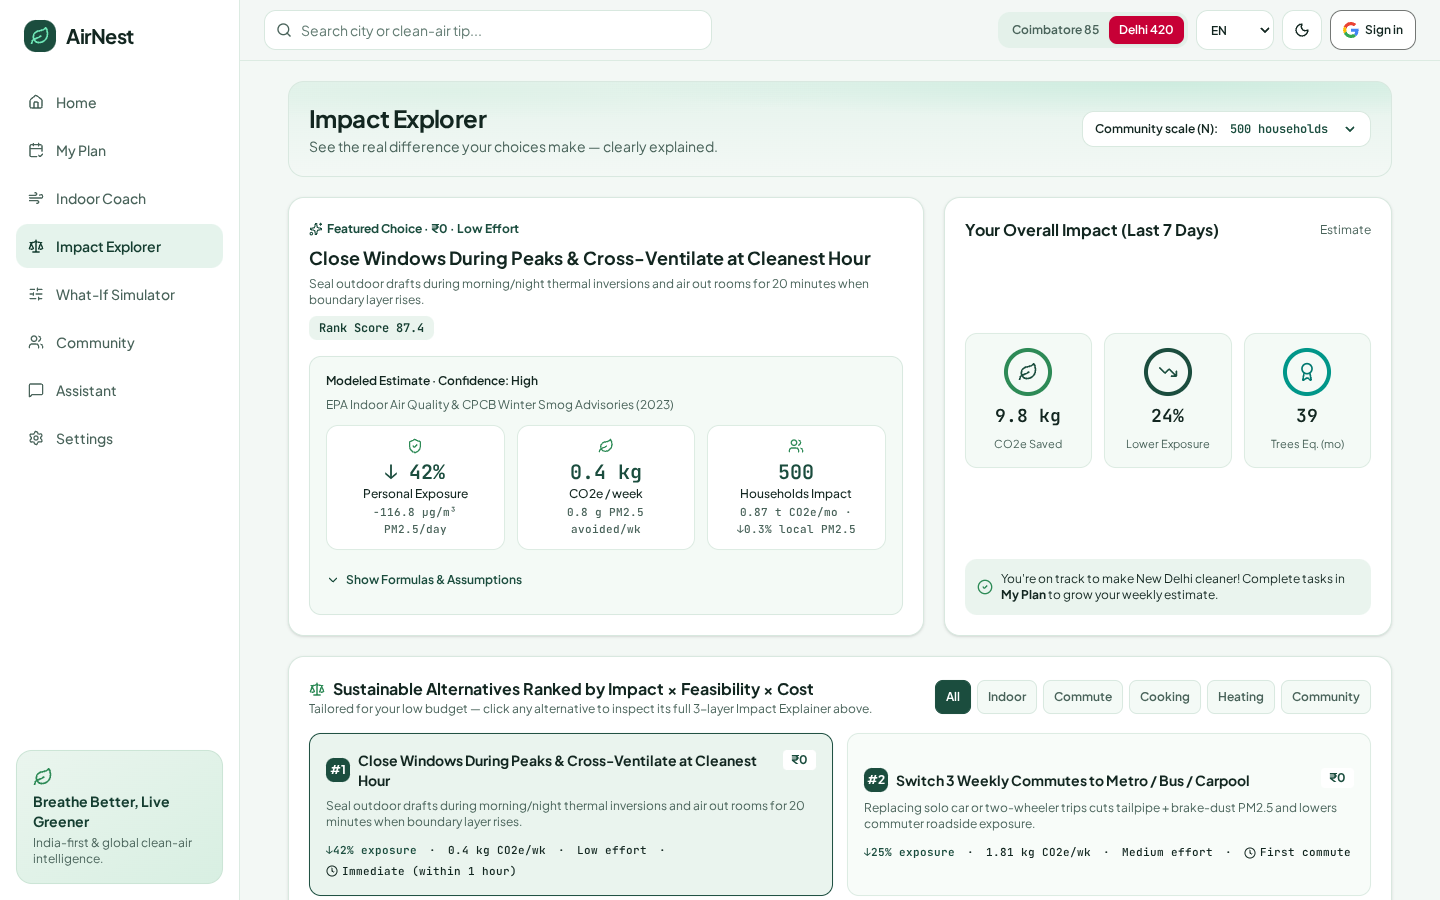 AirNest
Search city or clean-air tip...
Coimbatore 85
Delhi 420
EN
Sign in
Home
My Plan
Indoor Coach
Impact Explorer
What-If Simulator
Community
Assistant
Settings
Breathe Better, Live
Greener
India-first & global clean-air
intelligence.
Impact Explorer
See the real difference your choices make — clearly explained.
Community scale (N): 500 households
Featured Choice · ₹0 · Low Effort
Close Windows During Peaks & Cross-Ventilate at Cleanest Hour
Seal outdoor drafts during morning/night thermal inversions and air out rooms for 20 minutes when
boundary layer rises.
Rank Score 87.4
Modeled Estimate · Confidence: High
EPA Indoor Air Quality & CPCB Winter Smog Advisories (2023)
↓ 42%
Personal Exposure
-116.8 µg/m³
PM2.5/day
0.4 kg
CO2e / week
0.8 g PM2.5
avoided/wk
500
Households Impact
0.87 t CO2e/mo ·
↓0.3% local PM2.5
Show Formulas & Assumptions
Your Overall Impact (Last 7 Days)
Estimate
9.8 kg
CO2e Saved
24%
Lower Exposure
39
Trees Eq. (mo)
You're on track to make New Delhi cleaner! Complete tasks in
My Plan to grow your weekly estimate.
Sustainable Alternatives Ranked by Impact × Feasibility × Cost
Tailored for your low budget — click any alternative to inspect its full 3-layer Impact Explainer above.
All
Indoor
Commute
Cooking
Heating
Community
#1
Close Windows During Peaks & Cross-Ventilate at Cleanest
Hour
₹0
Seal outdoor drafts during morning/night thermal inversions and air out rooms for 20
minutes when boundary layer rises.
↓42% exposure · 0.4 kg CO2e/wk · Low effort ·
Immediate (within 1 hour)
#2
Switch 3 Weekly Commutes to Metro / Bus / Carpool
₹0
Replacing solo car or two-wheeler trips cuts tailpipe + brake-dust PM2.5 and lowers
commuter roadside exposure.
↓25% exposure · 1.81 kg CO2e/wk · Medium effort · First commute